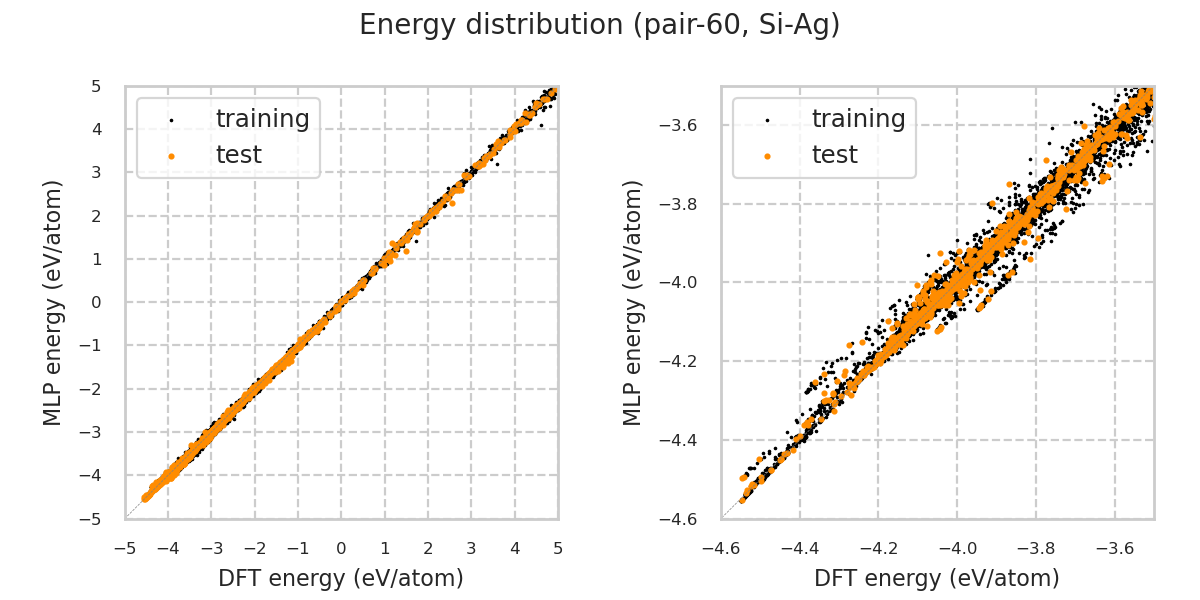 Energy distribution (pair-60, Si-Ag)
MLP energy (eV/atom)
5
4
3
2
1
0
−1
−2
−3
−4
−5
training
test
−5 −4 −3 −2 −1 0 1 2 3 4 5
DFT energy (eV/atom)
MLP energy (eV/atom)
−3.6
−3.8
−4.0
−4.2
−4.4
−4.6
training
test
−4.6 −4.4 −4.2 −4.0 −3.8 −3.6
DFT energy (eV/atom)